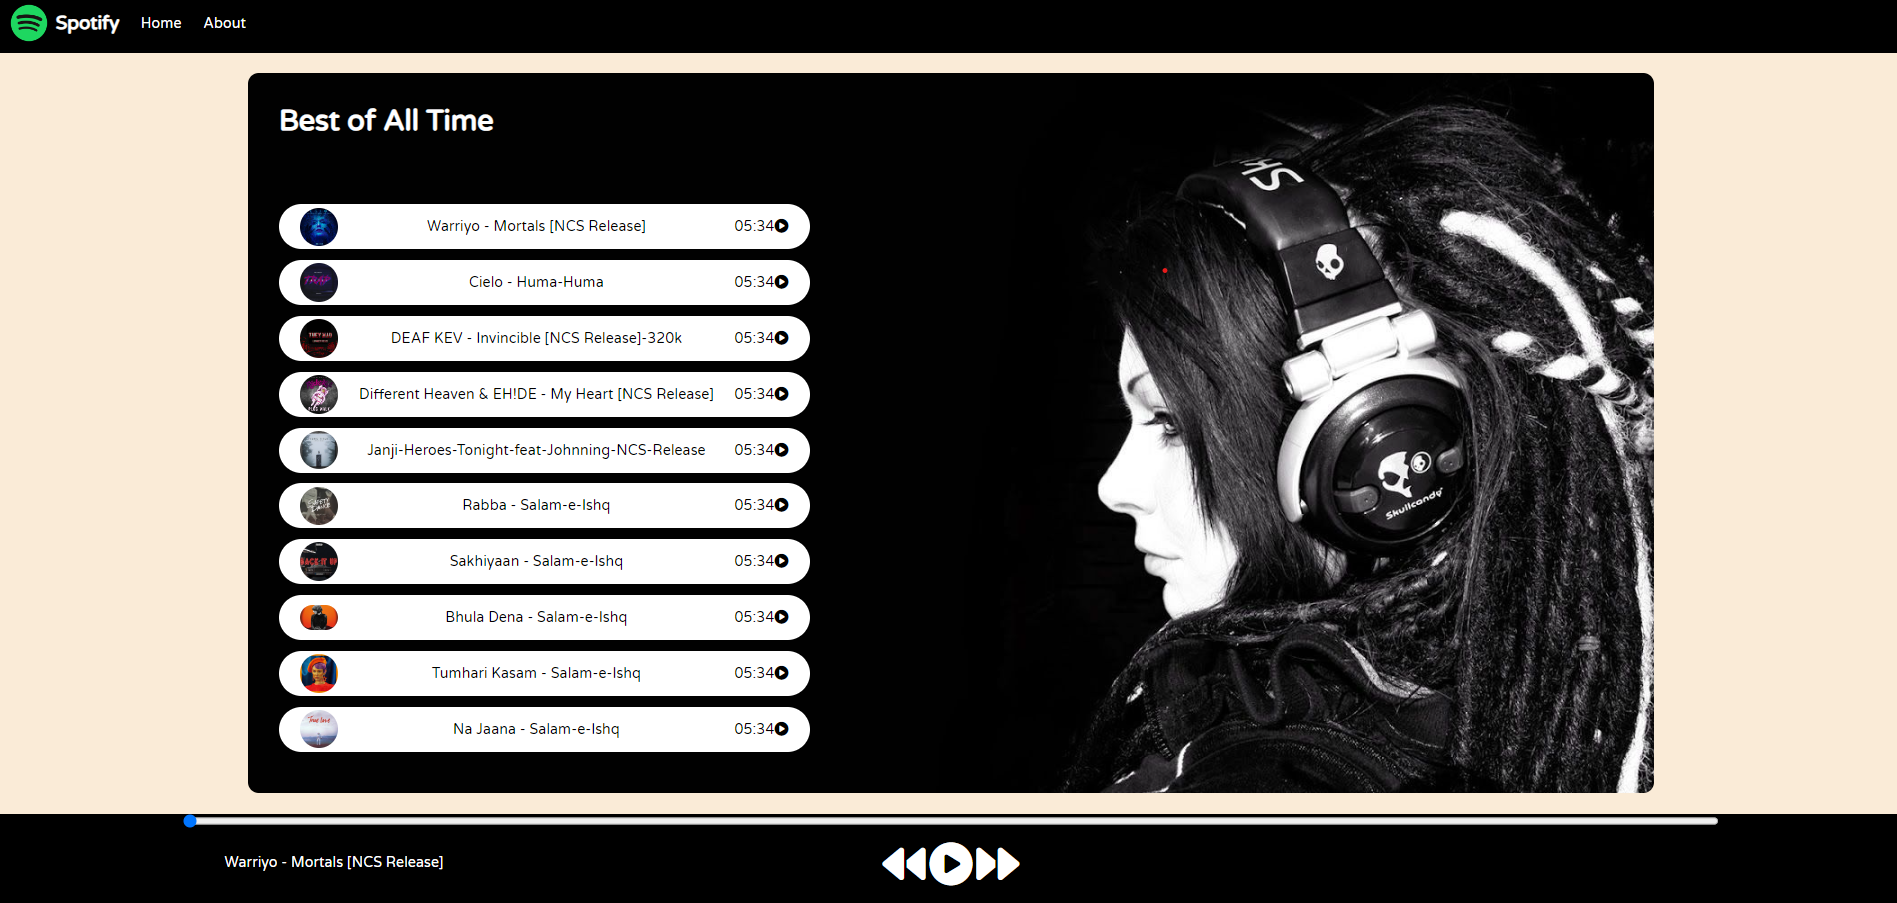 Spotify Home About
Best of All Time
Warriyo - Mortals [NCS Release] 05:34
Cielo - Huma-Huma 05:34
DEAF KEV - Invincible [NCS Release]-320k 05:34
Different Heaven & EH!DE - My Heart [NCS Release] 05:34
Janji-Heroes-Tonight-feat-Johnning-NCS-Release 05:34
Rabba - Salam-e-Ishq 05:34
Sakhiyaan - Salam-e-Ishq 05:34
Bhula Dena - Salam-e-Ishq 05:34
Tumhari Kasam - Salam-e-Ishq 05:34
Na Jaana - Salam-e-Ishq 05:34
Skullcandy
Warriyo - Mortals [NCS Release]